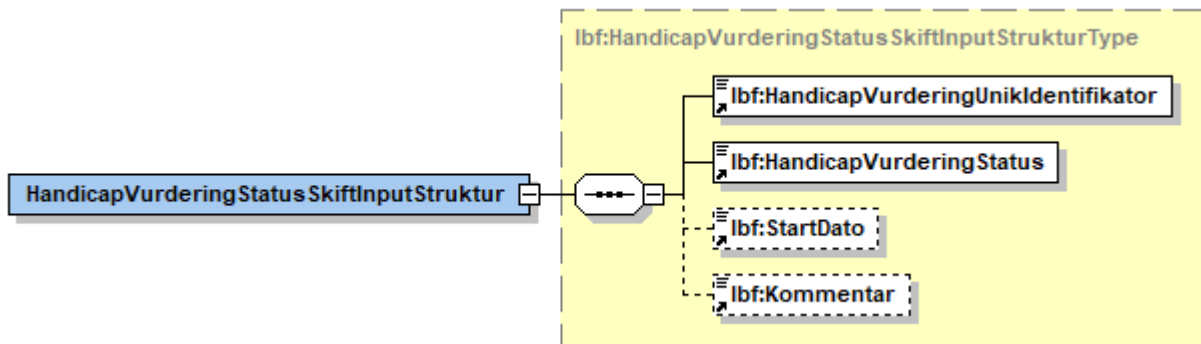 lbf:HandicapVurderingStatusSkiftInputStrukturType
lbf:HandicapVurderingUnikIdentifikator
lbf:HandicapVurderingStatus
HandicapVurderingStatusSkiftInputStruktur
lbf:StartDato
lbf:Kommentar